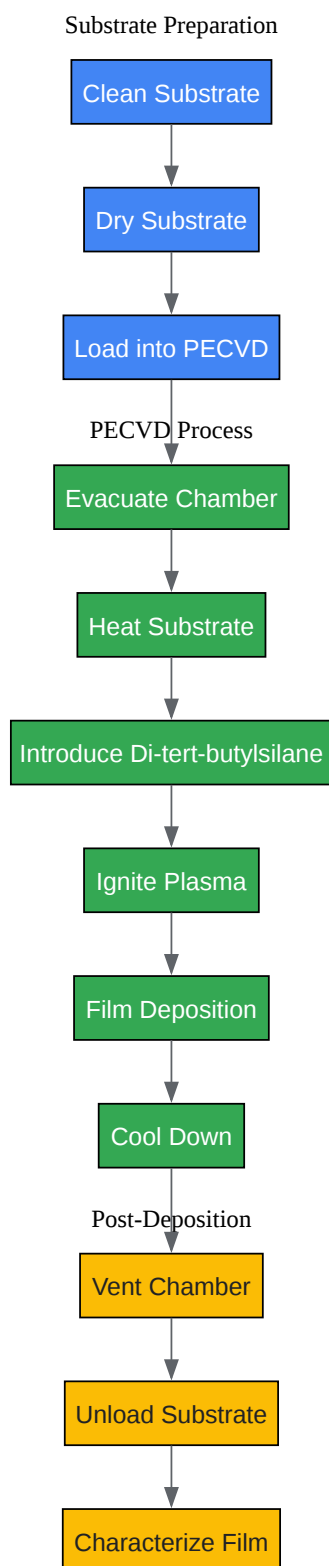 Substrate Preparation
Clean Substrate
Dry Substrate
Load into PECVD
PECVD Process
Evacuate Chamber
Heat Substrate
Introduce Di-tert-butylsilane
Ignite Plasma
Film Deposition
Cool Down
Post-Deposition
Vent Chamber
Unload Substrate
Characterize Film